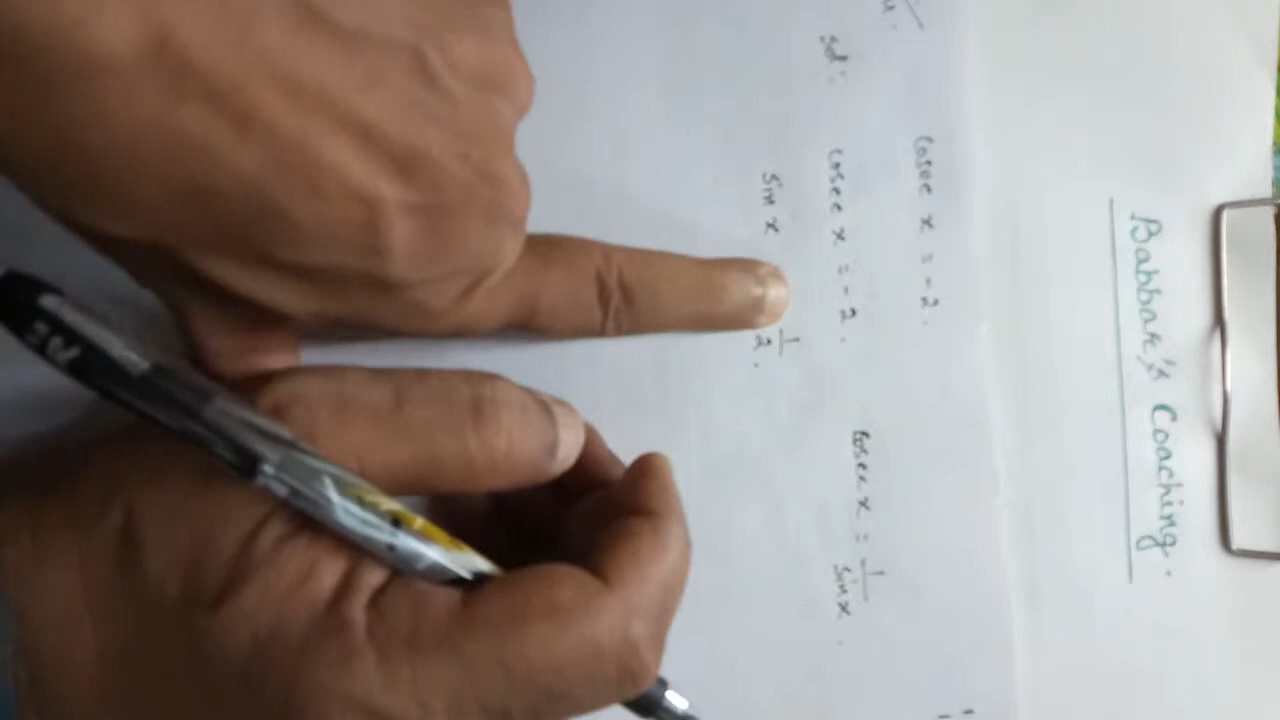 Babbar's Coaching.
cosec x = -2.
sol: cosec x = -2. cosec x = 1/sin x.
sin x 1/2.